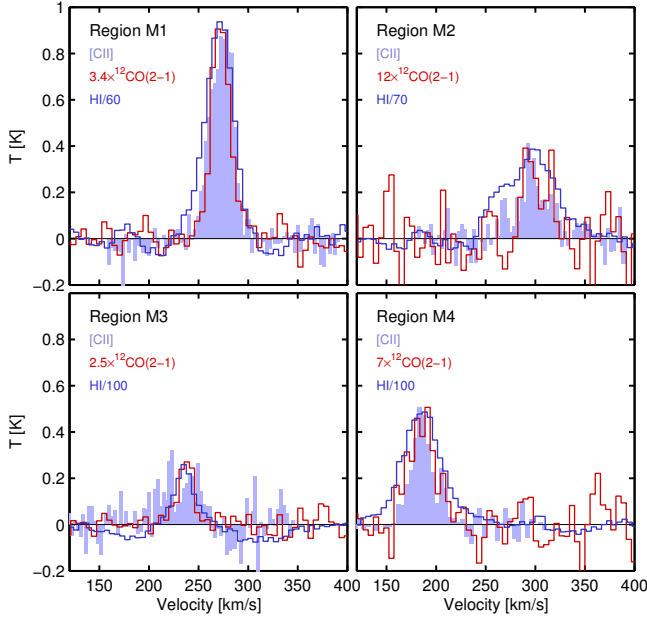 Region M1
[CII]
3.4×¹²CO(2−1)
HI/60
Region M2
[CII]
12×¹²CO(2−1)
HI/70
1
0.8
0.6
0.4
0.2
0
−0.2
T [K]
Region M3
[CII]
2.5×¹²CO(2−1)
HI/100
Region M4
[CII]
7×¹²CO(2−1)
HI/100
0.8
0.6
0.4
0.2
0
−0.2
T [K]
150 200 250 300 350 400
150 200 250 300 350 400
Velocity [km/s]
Velocity [km/s]